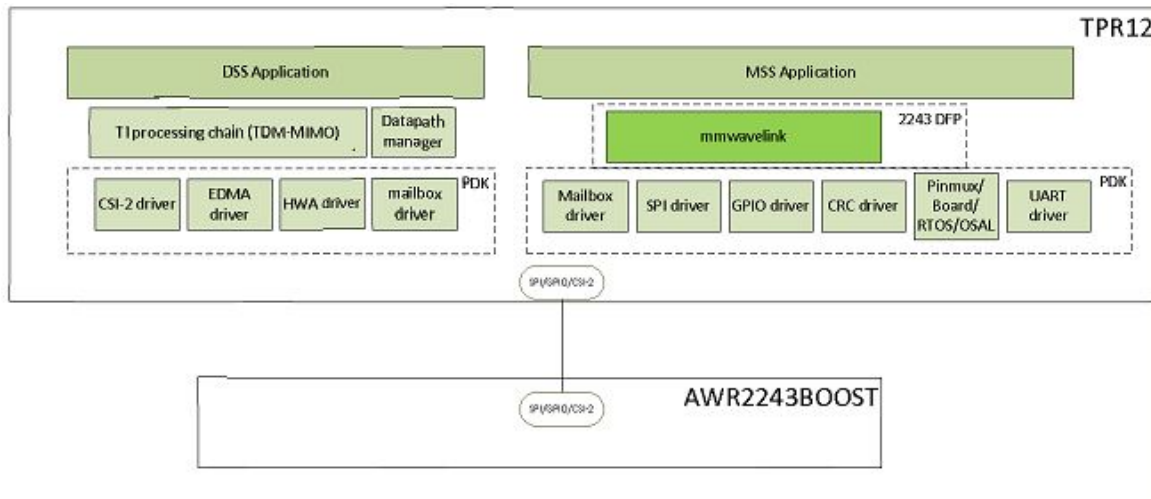 TPR12
DSS Application
MSS Application
TI processing chain (TDM-MIMO)
Datapath
manager
2243 DFP
mmwavelink
PDK
CSI-2 driver
EDMA
driver
HWA driver
mailbox
driver
PDK
Mailbox
driver
SPI driver
GPIO driver
CRC driver
Pinmux/
Board/
RTOS/OSAL
UART
driver
SPI/GPIO/CSI-2
AWR2243BOOST
SPI/GPIO/CSI-2